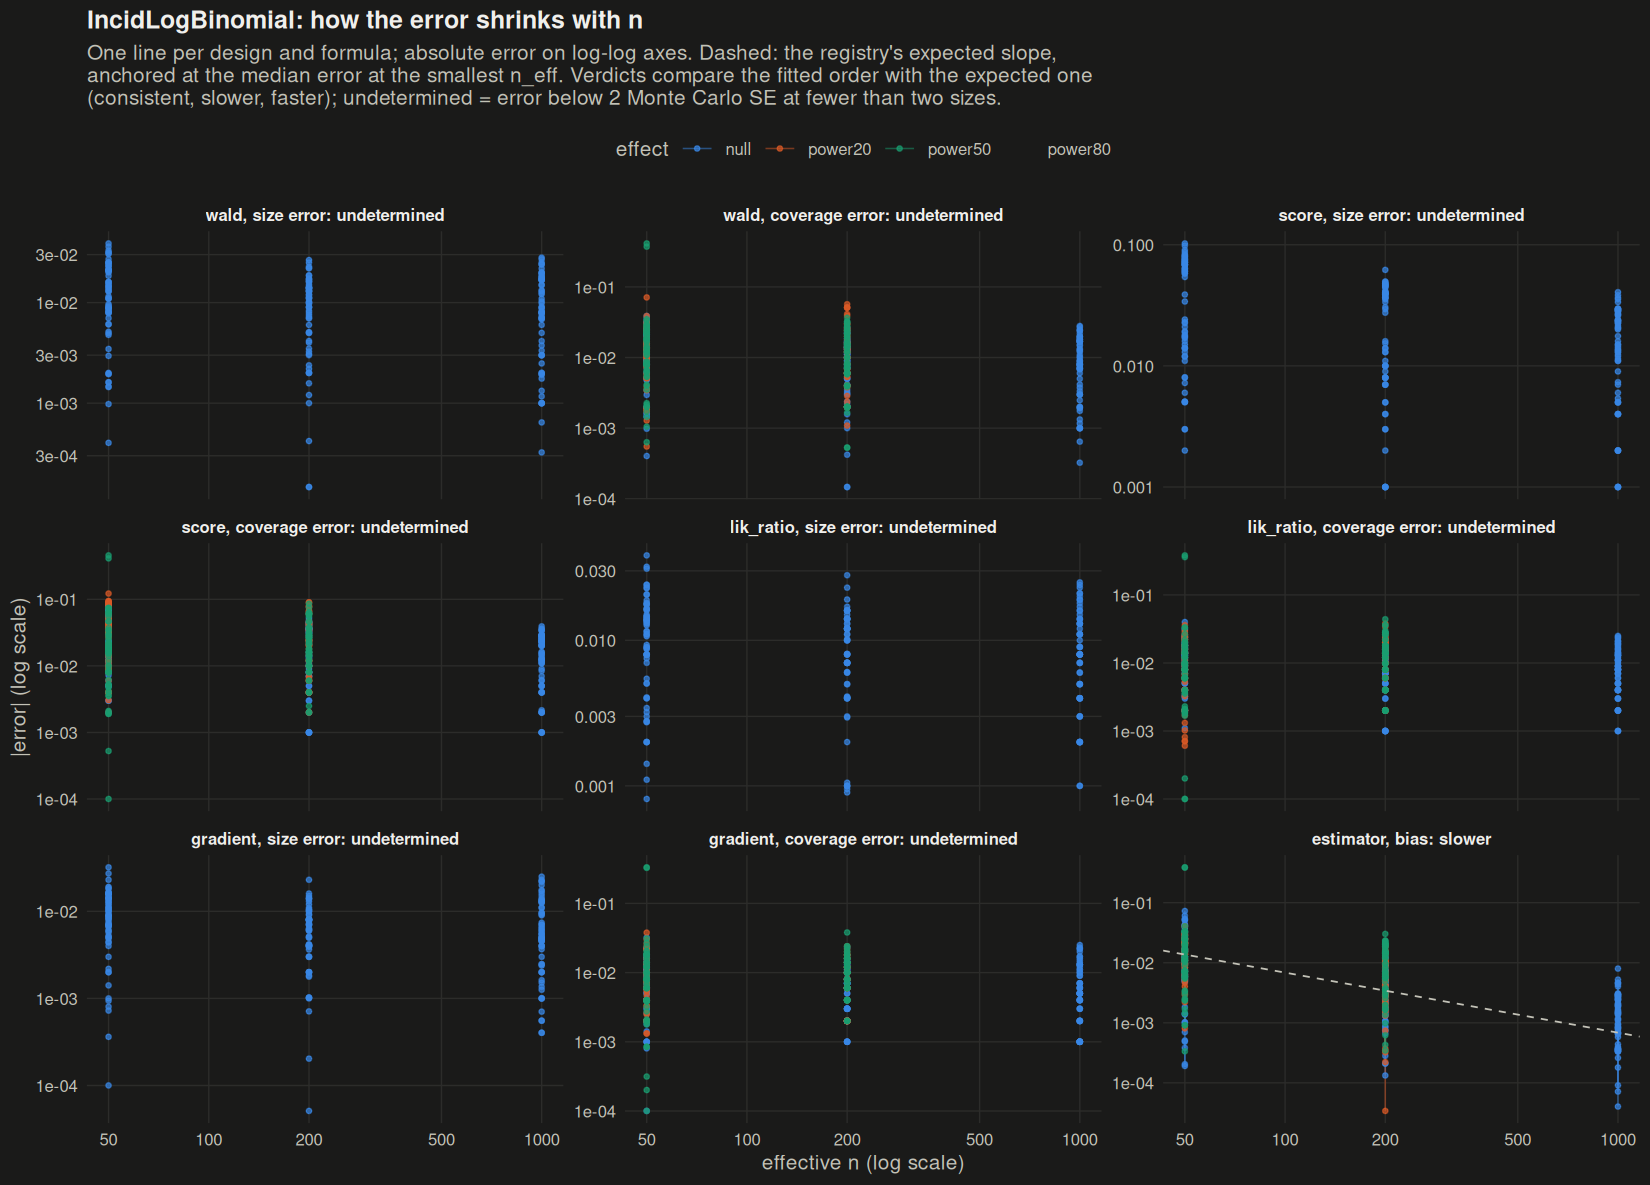 IncidLogBinomial: how the error shrinks with n
One line per design and formula; absolute error on log-log axes. Dashed: the registry's expected slope,
anchored at the median error at the smallest n_eff. Verdicts compare the fitted order with the expected one
(consistent, slower, faster); undetermined = error below 2 Monte Carlo SE at fewer than two sizes.
effect null power20 power50 power80
wald, size error: undetermined
3e-02
1e-02
3e-03
1e-03
3e-04
wald, coverage error: undetermined
1e-01
1e-02
1e-03
1e-04
score, size error: undetermined
0.100
0.010
0.001
score, coverage error: undetermined
1e-01
1e-02
1e-03
1e-04
lik_ratio, size error: undetermined
0.030
0.010
0.003
0.001
lik_ratio, coverage error: undetermined
1e-01
1e-02
1e-03
1e-04
gradient, size error: undetermined
1e-02
1e-03
1e-04
50 100 200 500 1000
gradient, coverage error: undetermined
1e-01
1e-02
1e-03
1e-04
50 100 200 500 1000
estimator, bias: slower
1e-01
1e-02
1e-03
1e-04
50 100 200 500 1000
|error| (log scale)
effective n (log scale)